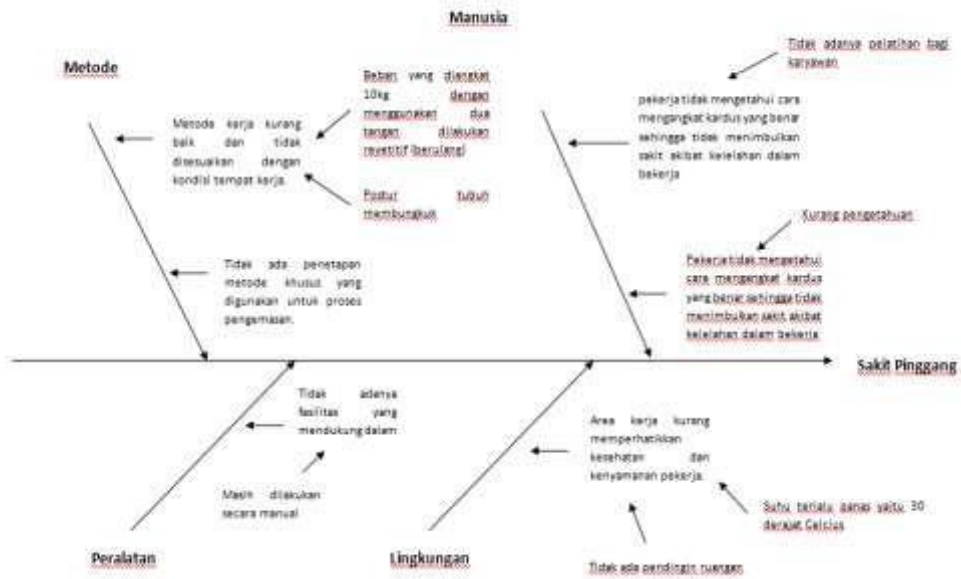 Manusia
Metode
Tidak adanya pelatihan bagi
karyawan
Beban yang diangkat
10kg dengan
menggunakan dua
tangan dilakukan
revetitif (berulang)
Metode kerja kurang
baik dan tidak
disesuaikan dengan
kondisi tempat kerja.
Postur tubuh
membungkuk
pekerja tidak mengetahui cara
mengangkat kardus yang benar
sehingga tidak menimbulkan
sakit akibat kelelahan dalam
bekerja
Kurang pengetahuan
Tidak ada penetapan
metode khusus yang
digunakan untuk proses
pengemasan.
Pekerja tidak mengetahui
cara mengangkat kardus
yang benar sehingga tidak
menimbulkan sakit akibat
kelelahan dalam bekerja
Sakit Pinggang
Tidak adanya
fasilitas yang
mendukung dalam
Masih dilakukan
secara manual
Area kerja kurang
memperhatikkan
kesehatan dan
kenyamanan pekerja.
Suhu terlalu panas yaitu 30
derajat Celcius
Tidak ada pendingin ruangan
Peralatan
Lingkungan